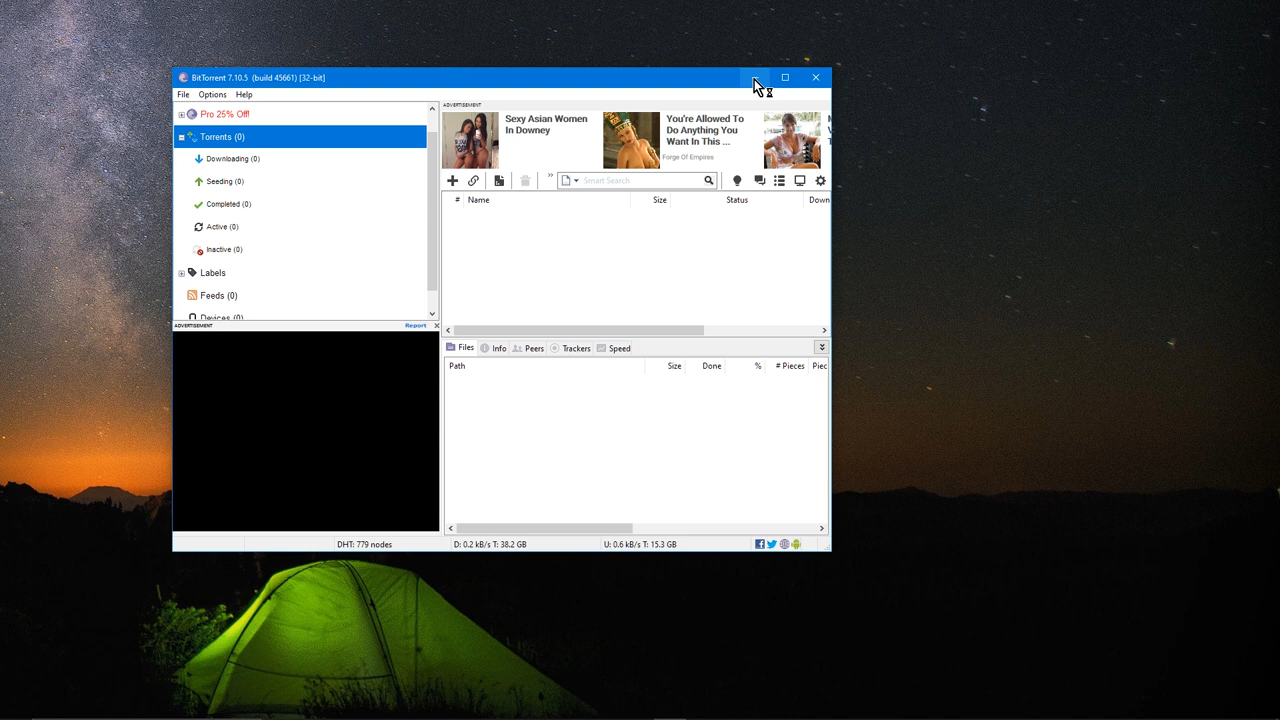 BitTorrent 7.10.5 (build 45661) [32-bit]
File Options Help
Pro 25% Off!
Torrents (0)
Downloading (0)
Seeding (0)
Completed (0)
Active (0)
Inactive (0)
Labels
Feeds (0)
Devices (0)
ADVERTISEMENT Report
ADVERTISEMENT
Sexy Asian Women
In Downey
You're Allowed To
Do Anything You
Want In This ...
Forge Of Empires
Smart Search
# Name Size Status Down
Files Info Peers Trackers Speed
Path Size Done % # Pieces Piec
DHT: 779 nodes D: 0.2 kB/s T: 38.2 GB U: 0.6 kB/s T: 15.3 GB